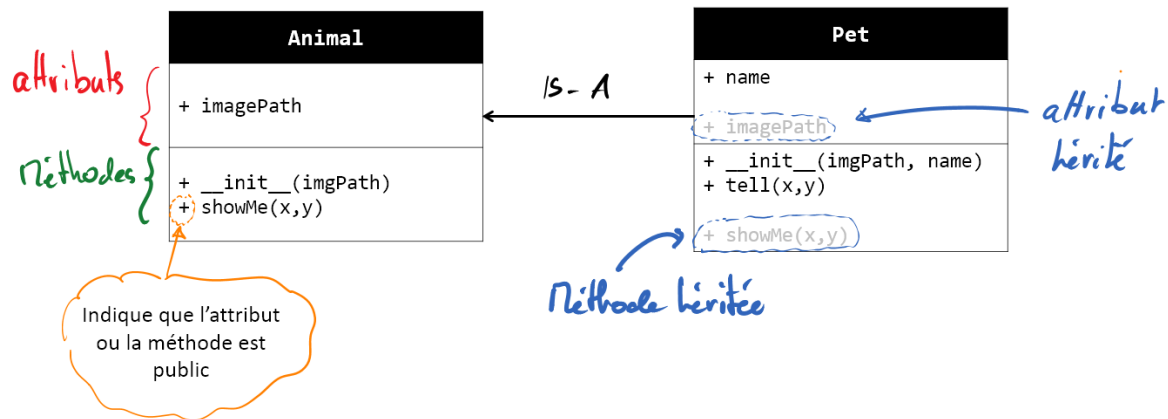 Animal
attributs
+ imagePath
Méthodes
+ __init__(imgPath)
+ showMe(x,y)
Indique que l'attribut
ou la méthode est
public
IS - A
Pet
+ name
+ imagePath
attribut
hérité
+ __init__(imgPath, name)
+ tell(x,y)
+ showMe(x,y)
Méthode héritée